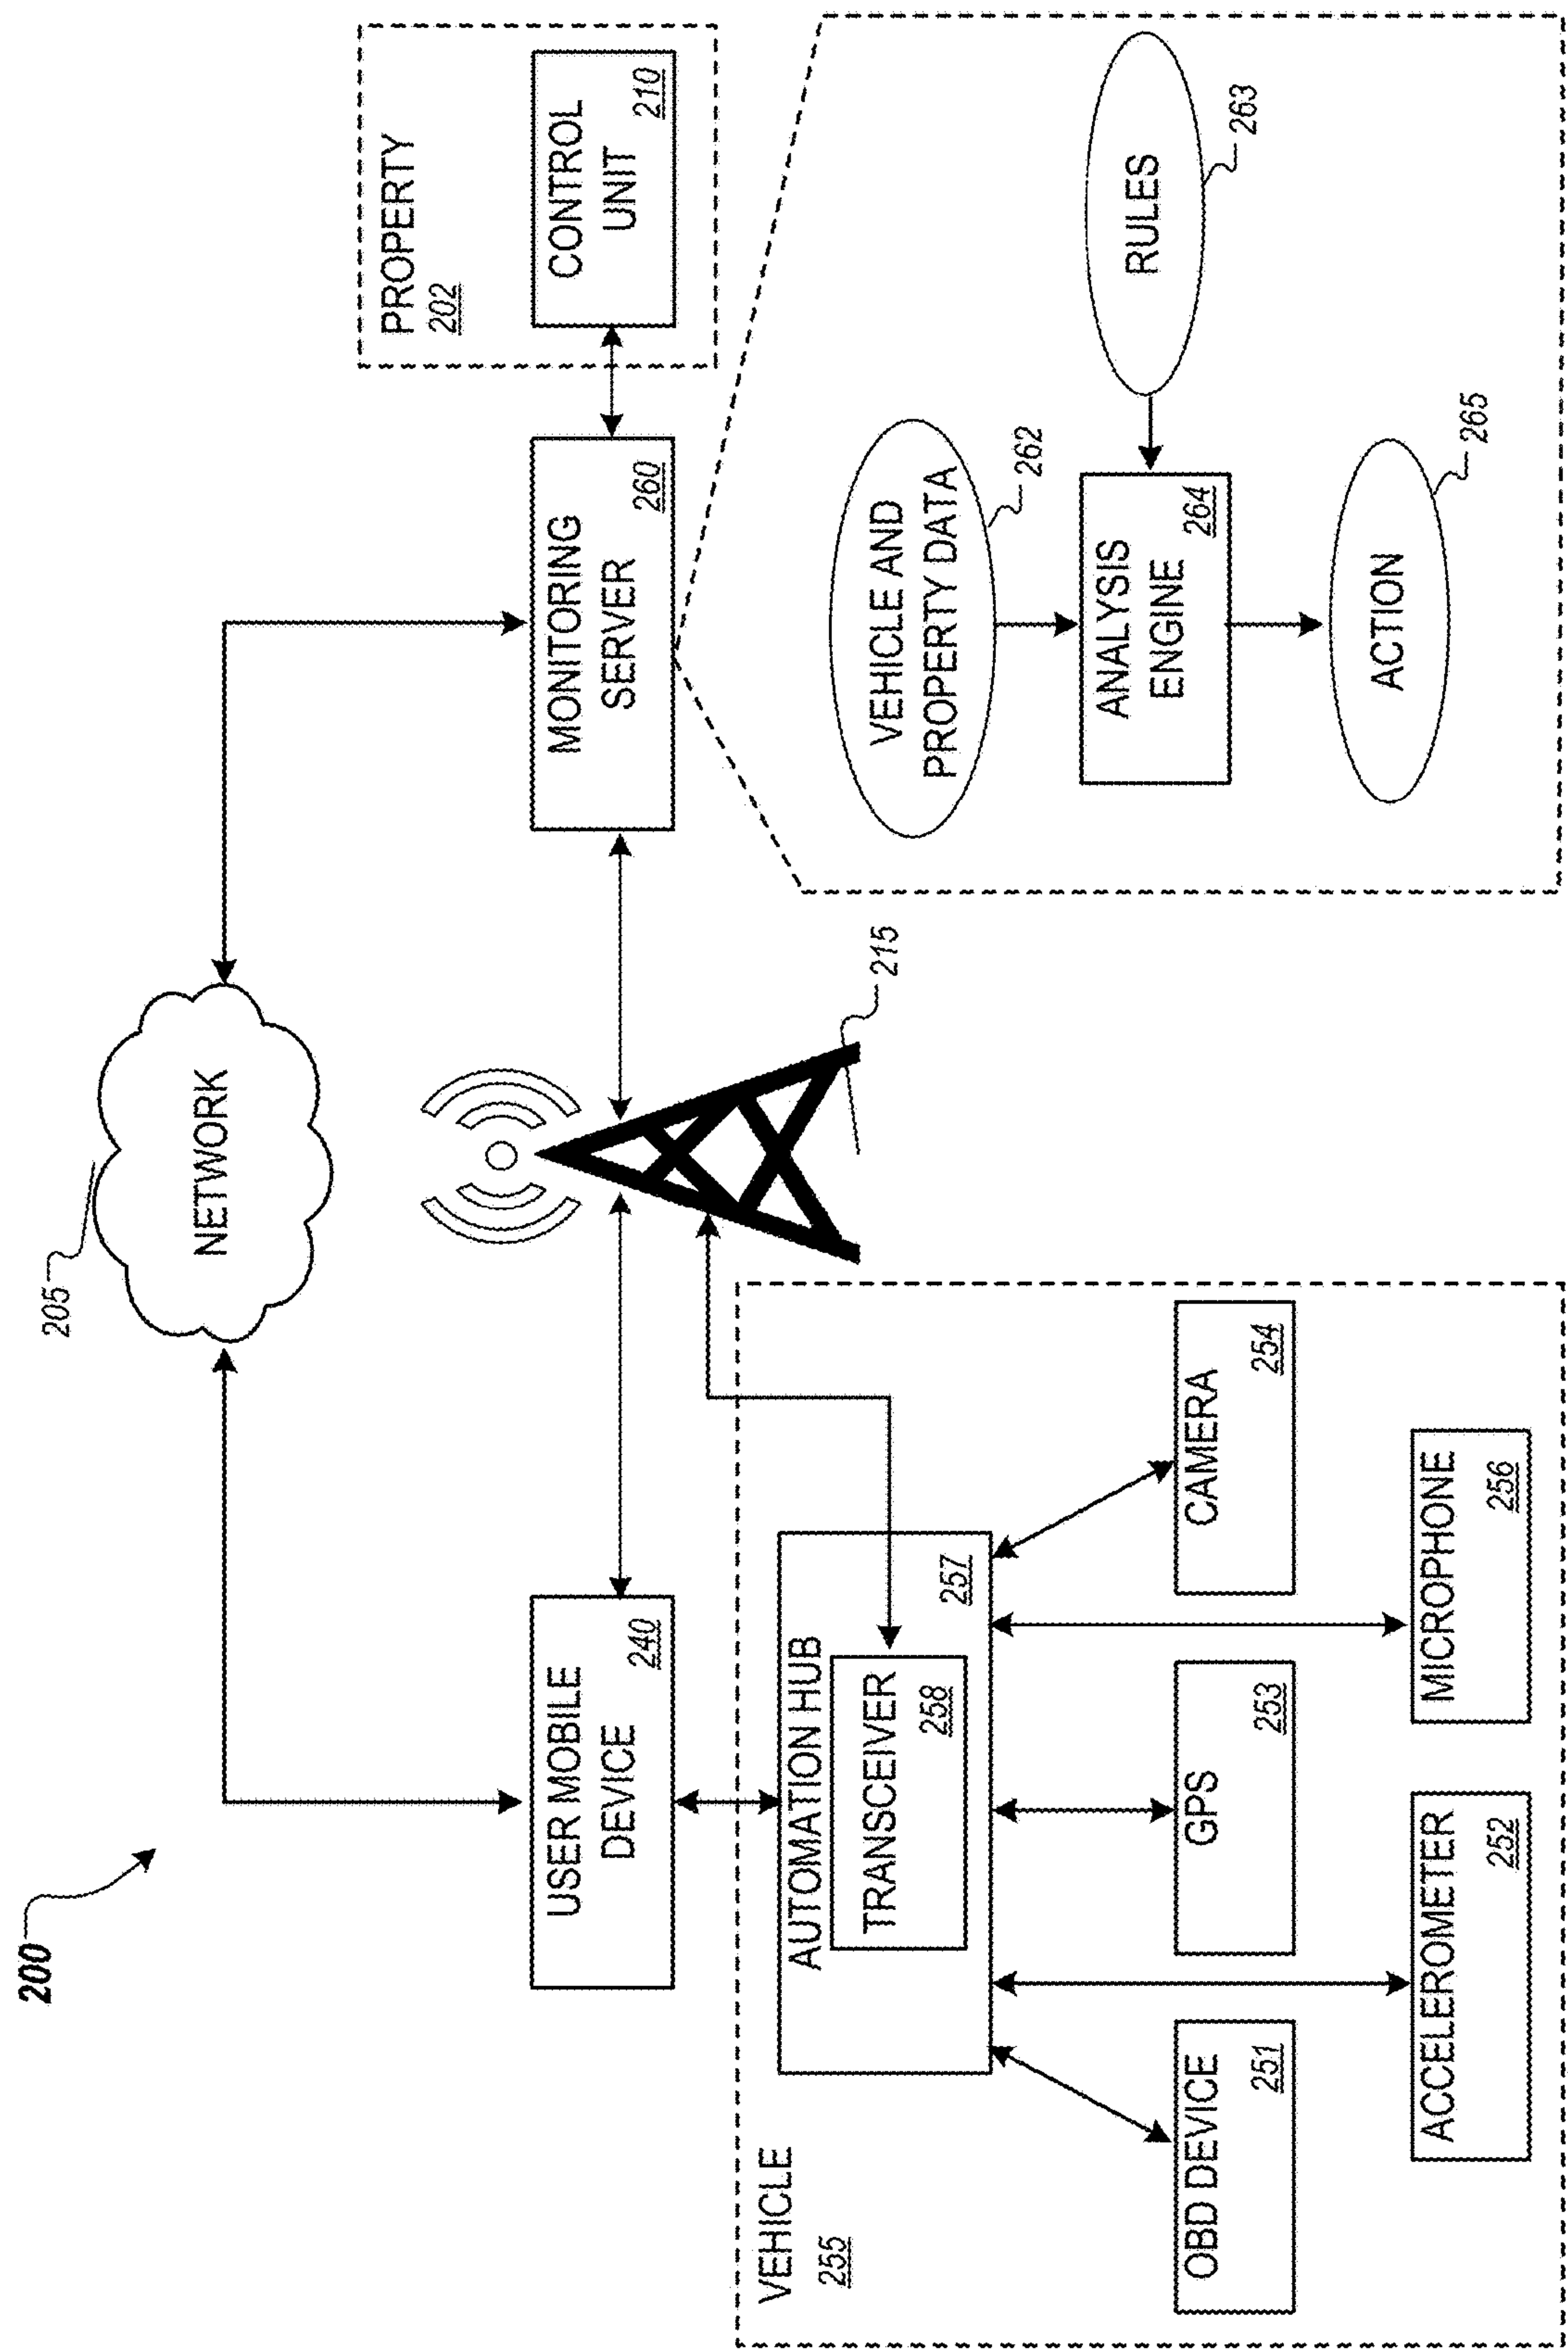 200
205
NETWORK
PROPERTY
202
CONTROL
UNIT
210
USER MOBILE
DEVICE
240
MONITORING
SERVER
260
215
VEHICLE
255
AUTOMATION HUB
257
TRANSCEIVER
258
OBD DEVICE
251
GPS
253
CAMERA
254
ACCELEROMETER
252
MICROPHONE
256
VEHICLE AND
PROPERTY DATA
262
RULES
263
ANALYSIS
ENGINE
264
ACTION
265